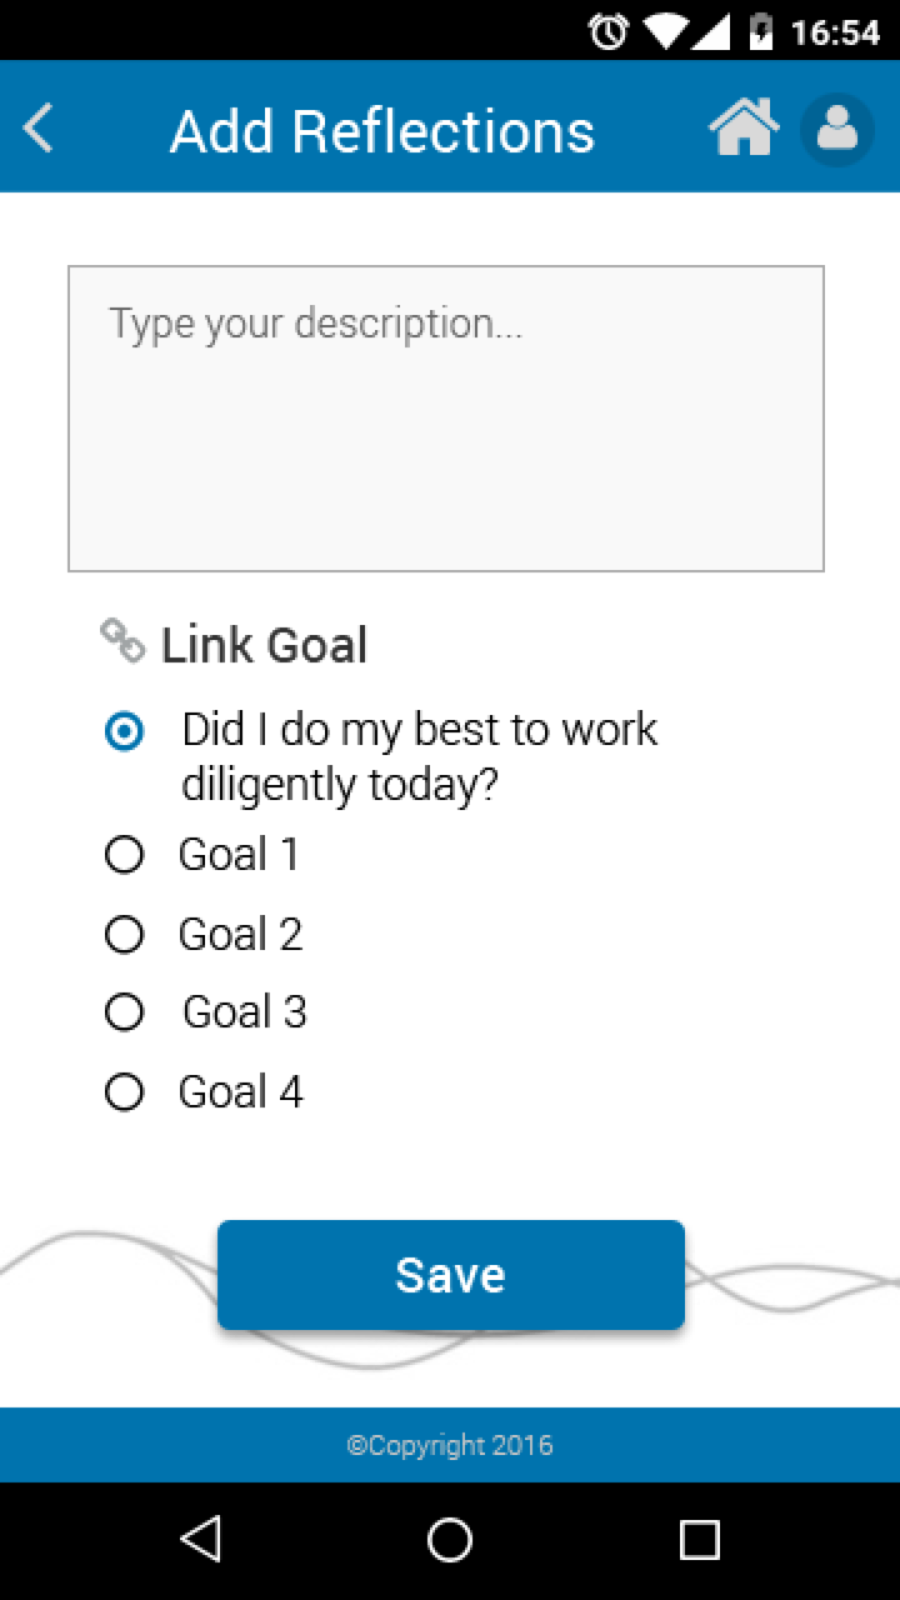 16:54
Add Reflections
Type your description...
Link Goal
Did I do my best to work
diligently today?
Goal 1
Goal 2
Goal 3
Goal 4
Save
©Copyright 2016